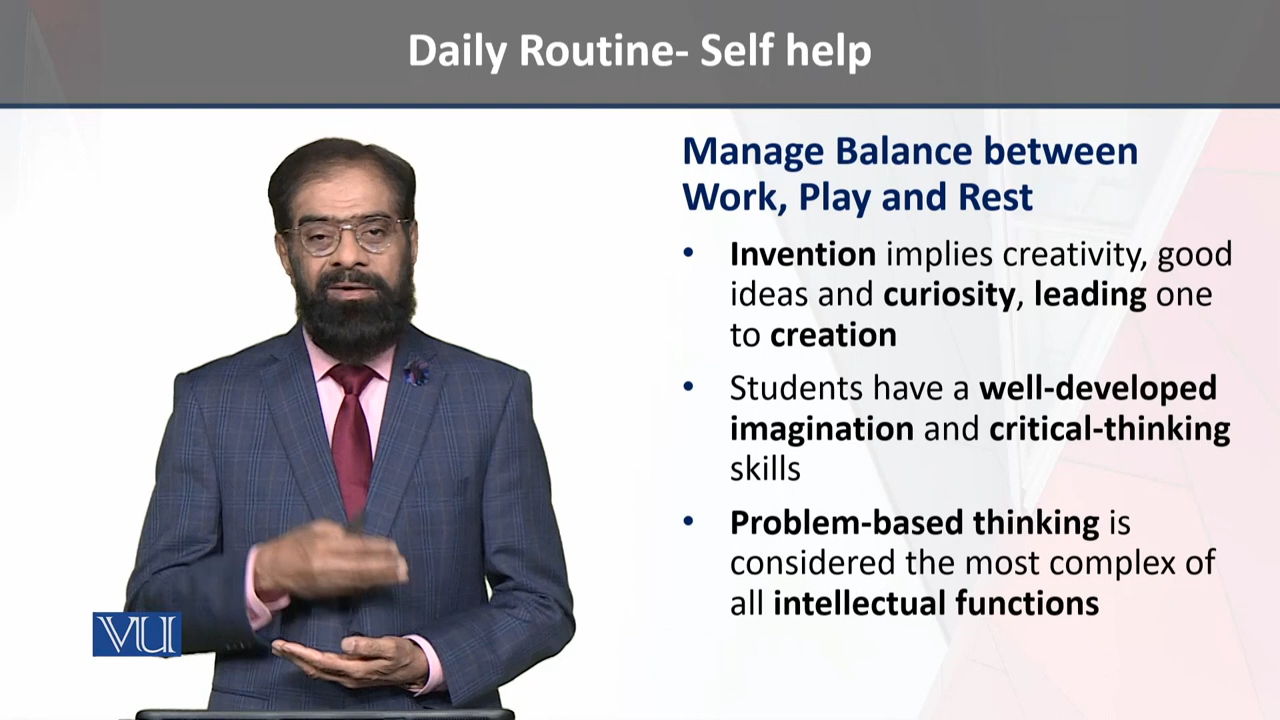 Daily Routine- Self help
Manage Balance between
Work, Play and Rest
• Invention implies creativity, good
ideas and curiosity, leading one
to creation
• Students have a well-developed
imagination and critical-thinking
skills
• Problem-based thinking is
considered the most complex of
all intellectual functions
VU